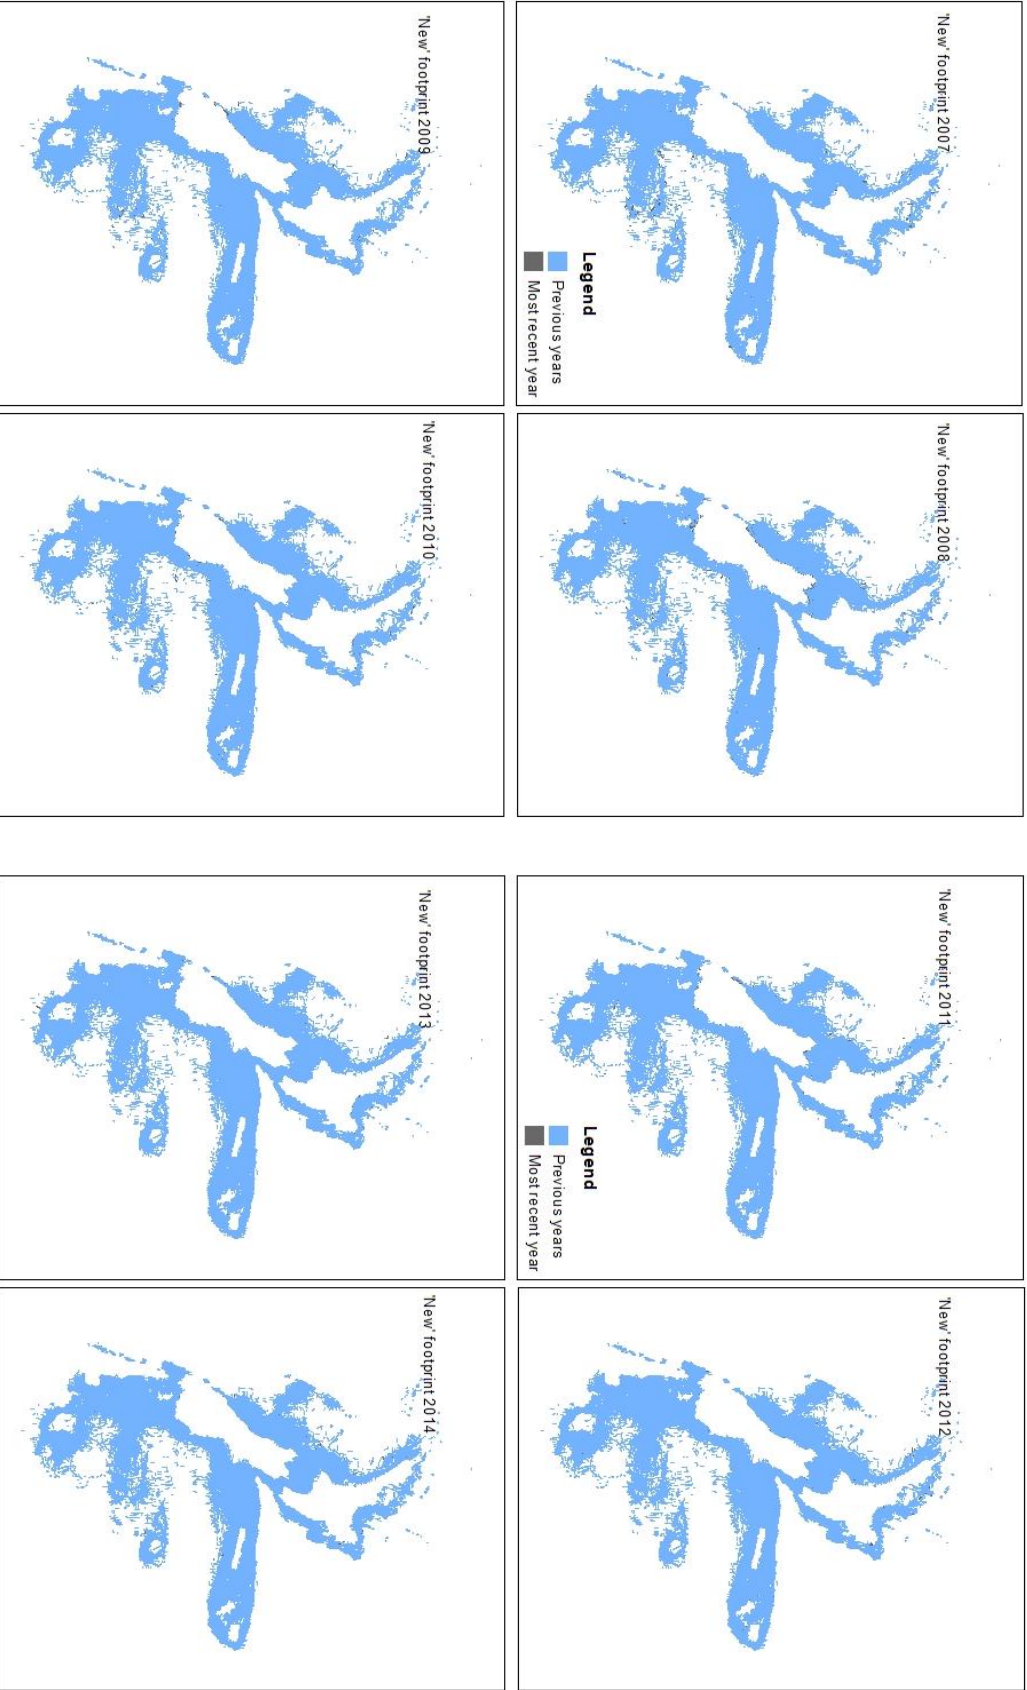 'New' footprint 2007
Legend
Previous years
Most recent year
'New' footprint 2008
'New' footprint 2009
'New' footprint 2010
'New' footprint 2011
Legend
Previous years
Most recent year
'New' footprint 2012
'New' footprint 2013
'New' footprint 2014